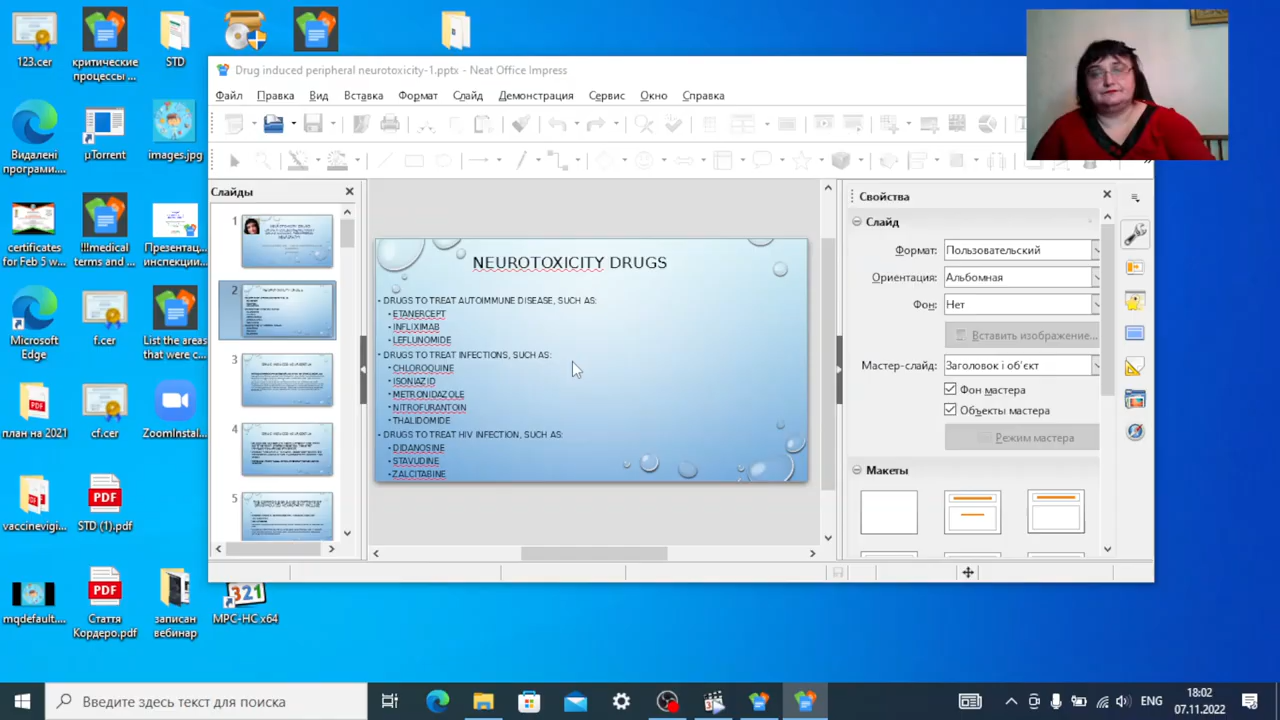 123.cer
критические
процессы ...
STD
Видалені
програми....
µTorrent
images.jpg
certificates
for Feb 5 w...
!!!medical
terms and ...
Презентац...
инспекции...
Microsoft
Edge
f.cer
List the areas
that were c...
план на 2021
cf.cer
ZoomInstal...
vaccinevigi...
STD (1).pdf
mqdefault....
Стаття
Кордеро.pdf
записан
вебинар
MPC-HC x64
Drug induced peripheral neurotoxicity-1.pptx - Neat Office Impress
Файл Правка Вид Вставка Формат Слайд Демонстрация Сервис Окно Справка
Слайды
1
2
3
4
5
NEUROTOXICITY DRUGS
• DRUGS TO TREAT AUTOIMMUNE DISEASE, SUCH AS:
• ETANERCEPT
• INFLIXIMAB
• LEFLUNOMIDE
• DRUGS TO TREAT INFECTIONS, SUCH AS:
• CHLOROQUINE
• ISONIAZID
• METRONIDAZOLE
• NITROFURANTOIN
• THALIDOMIDE
• DRUGS TO TREAT HIV INFECTION, SUCH AS:
• DIDANOSINE
• STAVUDINE
• ZALCITABINE
Свойства
Слайд
Формат: Пользовательский
Ориентация: Альбомная
Фон: Нет
Вставить изображение...
Мастер-слайд: Заголовок і об'єкт
Фон мастера
Объекты мастера
Режим мастера
Макеты
Введите здесь текст для поиска
ENG
18:02
07.11.2022